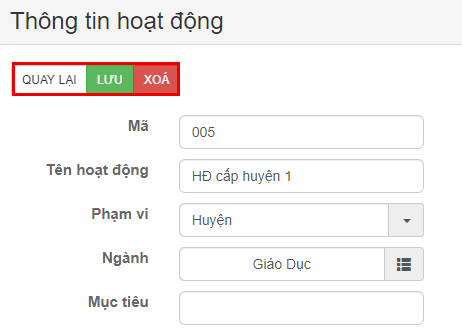 Thông tin hoạt động
QUAY LẠI LƯU XOÁ
Mã 005
Tên hoạt động HĐ cấp huyện 1
Phạm vi Huyện
Ngành Giáo Dục
Mục tiêu